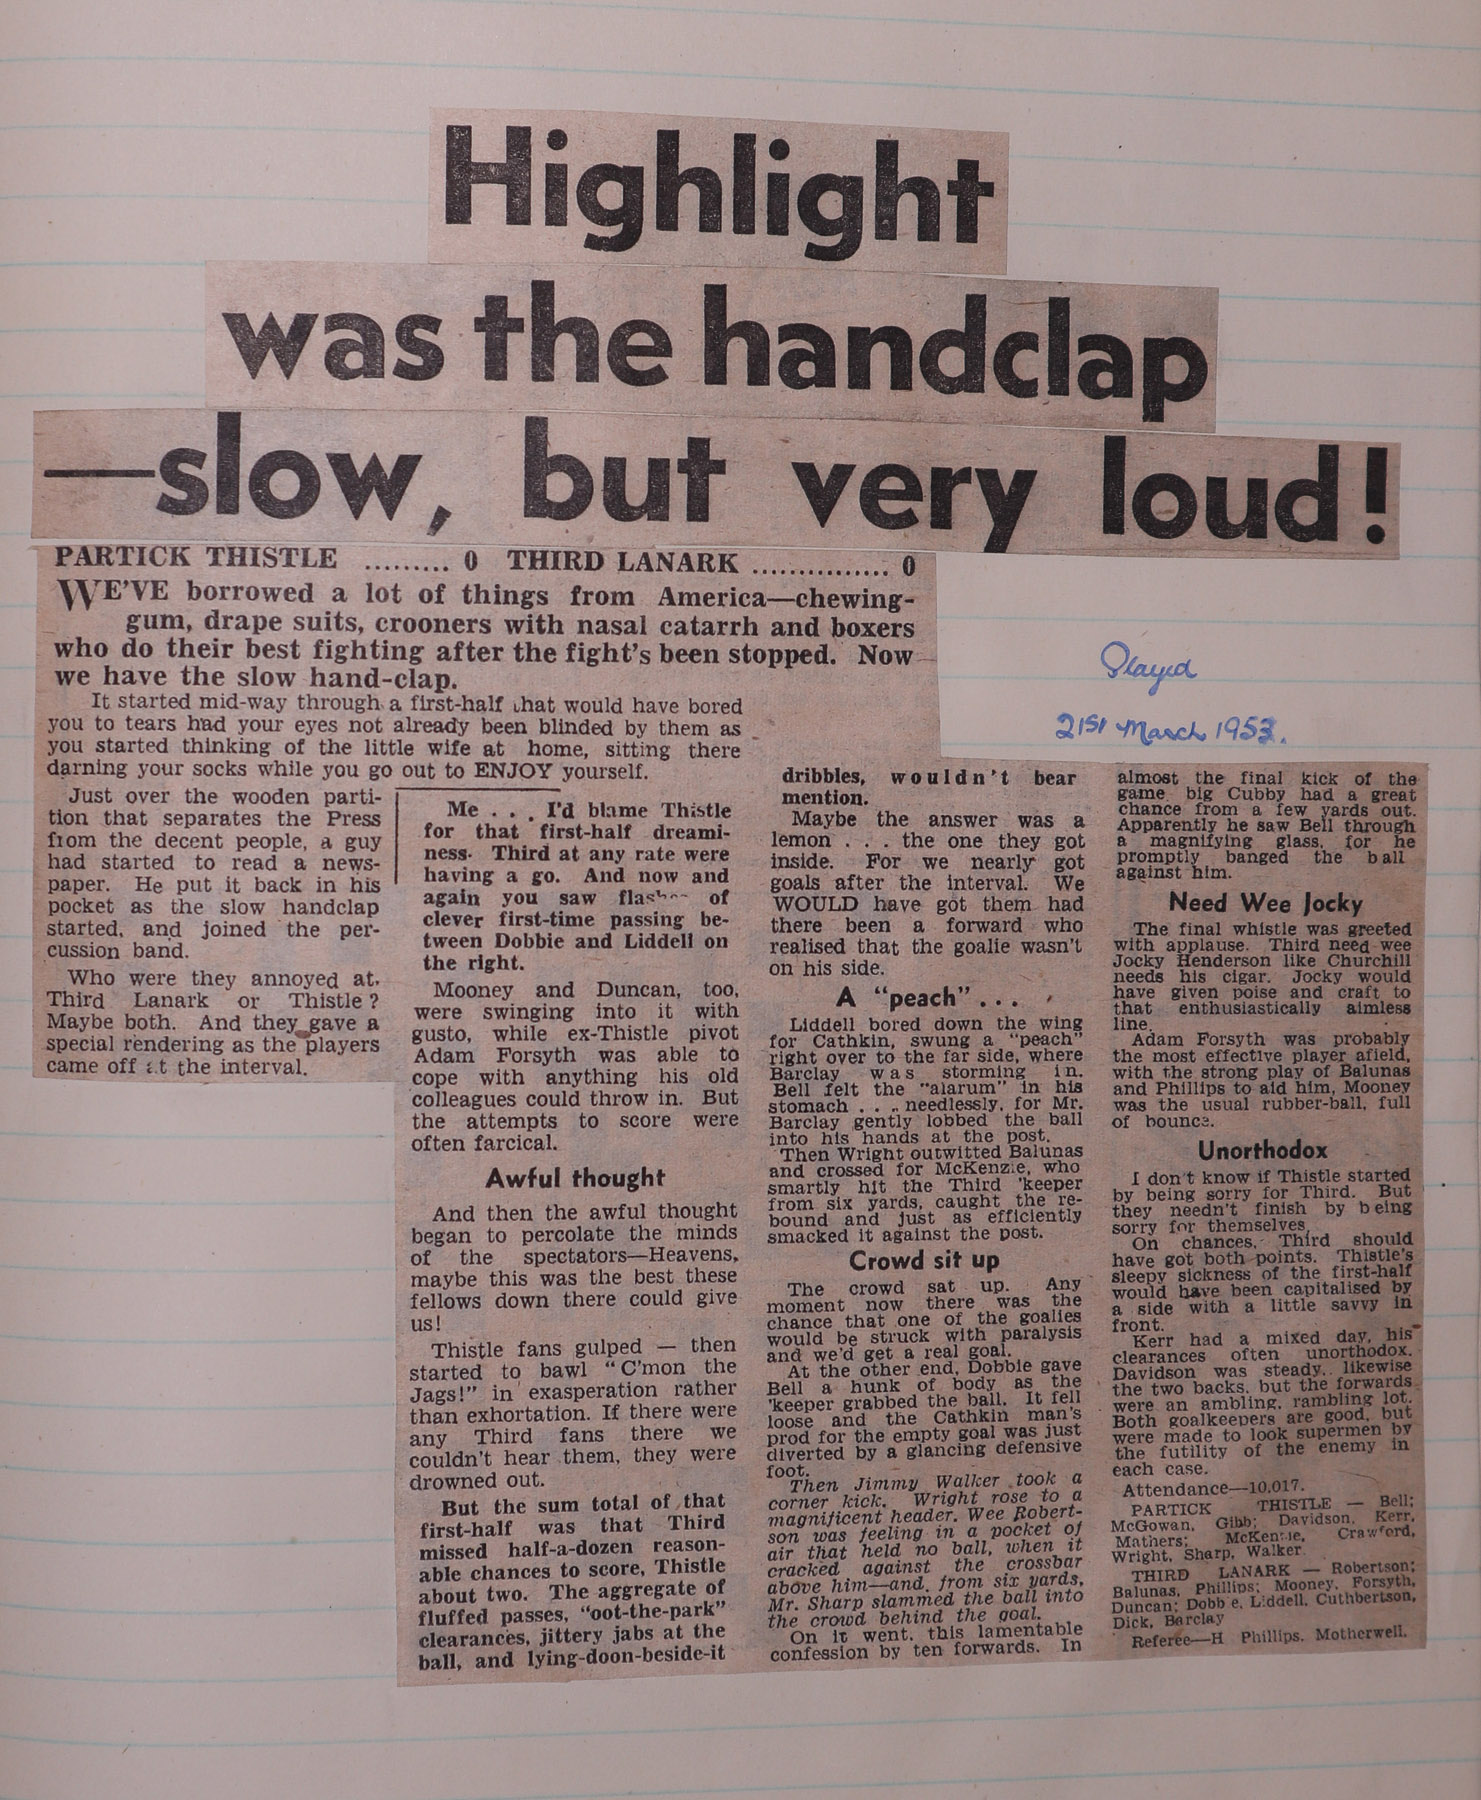 Highlight
was the handclap
—slow, but very loud!
PARTICK THISTLE ......... 0 THIRD LANARK ............... 0
WE'VE borrowed a lot of things from America—chewing-
gum, drape suits, crooners with nasal catarrh and boxers
who do their best fighting after the fight's been stopped. Now
we have the slow hand-clap.
It started mid-way through a first-half that would have bored
you to tears had your eyes not already been blinded by them as
you started thinking of the little wife at home, sitting there
darning your socks while you go out to ENJOY yourself.
Just over the wooden parti-
tion that separates the Press
from the decent people, a guy
had started to read a news-
paper. He put it back in his
pocket as the slow handclap
started, and joined the per-
cussion band.
Who were they annoyed at.
Third Lanark or Thistle?
Maybe both. And they gave a
special rendering as the players
came off at the interval.
Me . . . I'd blame Thistle
for that first-half dreami-
ness. Third at any rate were
having a go. And now and
again you saw flashes of
clever first-time passing be-
tween Dobbie and Liddell on
the right.
Mooney and Duncan, too,
were swinging into it with
gusto, while ex-Thistle pivot
Adam Forsyth was able to
cope with anything his old
colleagues could throw in. But
the attempts to score were
often farcical.
Awful thought
And then the awful thought
began to percolate the minds
of the spectators—Heavens,
maybe this was the best these
fellows down there could give
us!
Thistle fans gulped — then
started to bawl "C'mon the
Jags!" in exasperation rather
than exhortation. If there were
any Third fans there we
couldn't hear them, they were
drowned out.
But the sum total of that
first-half was that Third
missed half-a-dozen reason-
able chances to score, Thistle
about two. The aggregate of
fluffed passes, "oot-the-park"
clearances, jittery jabs at the
ball, and lying-doon-beside-it
dribbles, wouldn't bear
mention.
Maybe the answer was a
lemon . . . the one they got
inside. For we nearly got
goals after the interval. We
WOULD have got them had
there been a forward who
realised that the goalie wasn't
on his side.
A "peach" . . .
Liddell bored down the wing
for Cathkin, swung a "peach"
right over to the far side, where
Barclay was storming in.
Bell felt the "alarum" in his
stomach . . . needlessly, for Mr.
Barclay gently lobbed the ball
into his hands at the post.
Then Wright outwitted Balunas
and crossed for McKenzie, who
smartly hit the Third 'keeper
from six yards, caught the re-
bound and just as efficiently
smacked it against the post.
Crowd sit up
The crowd sat up. Any
moment now there was the
chance that one of the goalies
would be struck with paralysis
and we'd get a real goal.
At the other end, Dobbie gave
Bell a hunk of body as the
'keeper grabbed the ball. It fell
loose and the Cathkin man's
prod for the empty goal was just
diverted by a glancing defensive
foot.
Then Jimmy Walker took a
corner kick. Wright rose to a
magnificent header. Wee Robert-
son was feeling in a pocket of
air that held no ball, when it
cracked against the crossbar
above him—and, from six yards,
Mr. Sharp slammed the ball into
the crowd behind the goal.
On it went, this lamentable
confession by ten forwards. In
Played
21st March 1953.
almost the final kick of the
game big Cubby had a great
chance from a few yards out.
Apparently he saw Bell through
a magnifying glass, for he
promptly banged the ball
against him.
Need Wee Jocky
The final whistle was greeted
with applause. Third need wee
Jocky Henderson like Churchill
needs his cigar. Jocky would
have given poise and craft to
that enthusiastically aimless
line.
Adam Forsyth was probably
the most effective player afield,
with the strong play of Balunas
and Phillips to aid him, Mooney
was the usual rubber-ball, full
of bounce.
Unorthodox
I don't know if Thistle started
by being sorry for Third. But
they needn't finish by being
sorry for themselves.
On chances, Third should
have got both points. Thistle's
sleepy sickness of the first-half
would have been capitalised by
a side with a little savvy in
front.
Kerr had a mixed day, his
clearances often unorthodox.
Davidson was steady, likewise
the two backs, but the forwards
were an ambling, rambling lot.
Both goalkeepers are good, but
were made to look supermen by
the futility of the enemy in
each case.
Attendance—10,017.
PARTICK THISTLE — Bell;
McGowan, Gibb; Davidson, Kerr,
Mathers; McKenzie, Crawford,
Wright, Sharp, Walker.
THIRD LANARK — Robertson;
Balunas, Phillips; Mooney, Forsyth,
Duncan; Dobbie, Liddell, Cuthbertson,
Dick, Barclay
Referee—H Phillips, Motherwell.